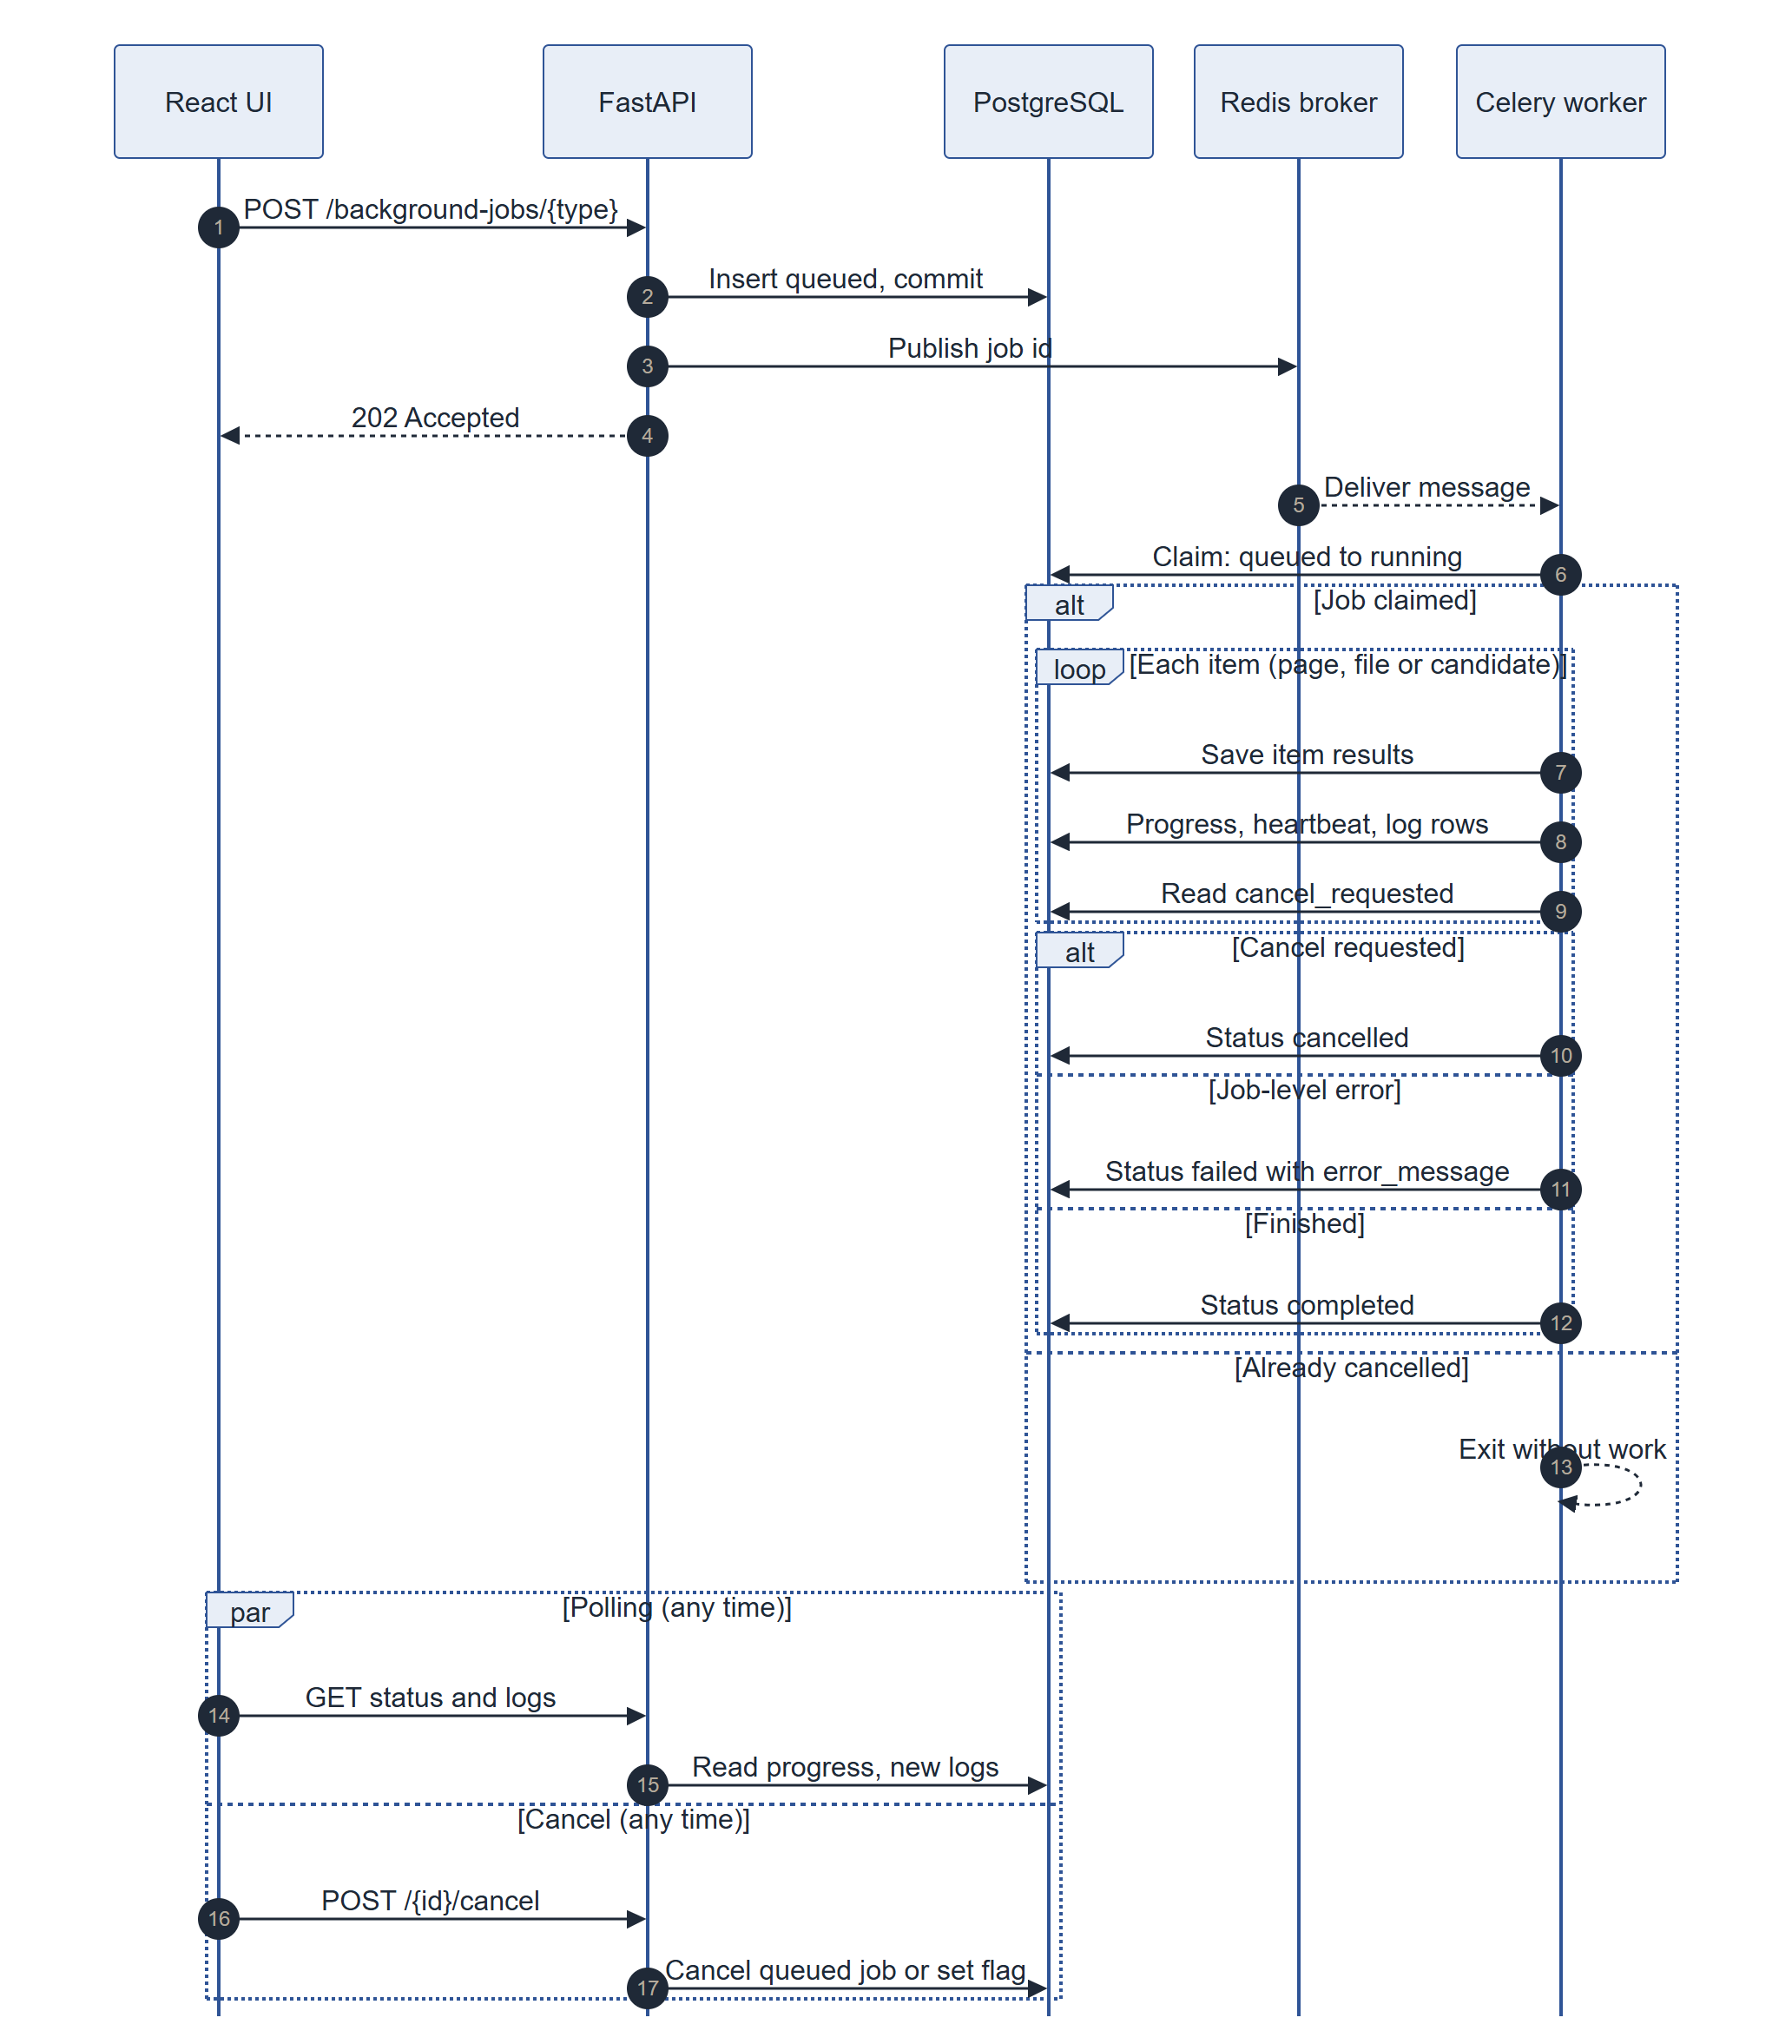 React UI
FastAPI
PostgreSQL
Redis broker
Celery worker
1
POST /background-jobs/{type}
2
Insert queued, commit
3
Publish job id
202 Accepted
4
5
Deliver message
Claim: queued to running
6
alt
[Job claimed]
loop
[Each item (page, file or candidate)]
Save item results
7
Progress, heartbeat, log rows
8
Read cancel_requested
9
alt
[Cancel requested]
Status cancelled
10
[Job-level error]
Status failed with error_message
11
[Finished]
Status completed
12
[Already cancelled]
Exit without work
13
par
[Polling (any time)]
14
GET status and logs
15
Read progress, new logs
[Cancel (any time)]
16
POST /{id}/cancel
17
Cancel queued job or set flag